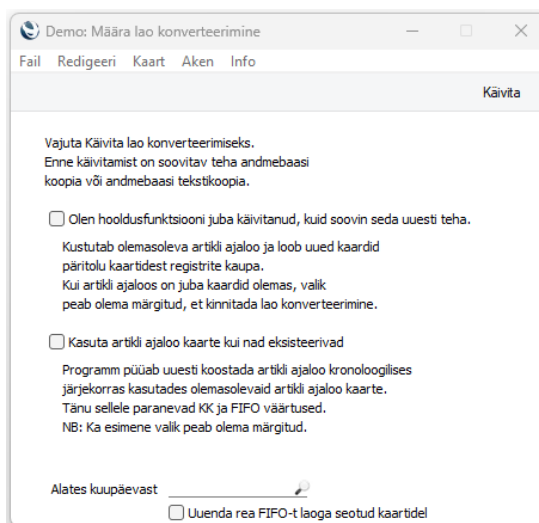 Demo: Määra lao konverteerimine
Fail Redigeeri Kaart Aken Info
Käivita
Vajuta Käivita lao konverteerimiseks.
Enne käivitamist on soovitav teha andmebaasi
koopia või andmebaasi tekstikoopia.
Olen hooldusfunktsiooni juba käivitanud, kuid soovin seda uuesti teha.
Kustutab olemasoleva artikli ajaloo ja loob uued kaardid
päritolu kaartidest registrite kaupa.
Kui artikli ajaloos on juba kaardid olemas, valik
peab olema märgitud, et kinnitada lao konverteerimine.
Kasuta artikli ajaloo kaarte kui nad eksisteerivad
Programm püüab uuesti koostada artikli ajaloo kronoloogilises
järjekorras kasutades olemasolevaid artikli ajaloo kaarte.
Tänu sellele paranevad KK ja FIFO väärtused.
NB: Ka esimene valik peab olema märgitud.
Alates kuupäevast
Uuenda rea FIFO-t laoga seotud kaartidel